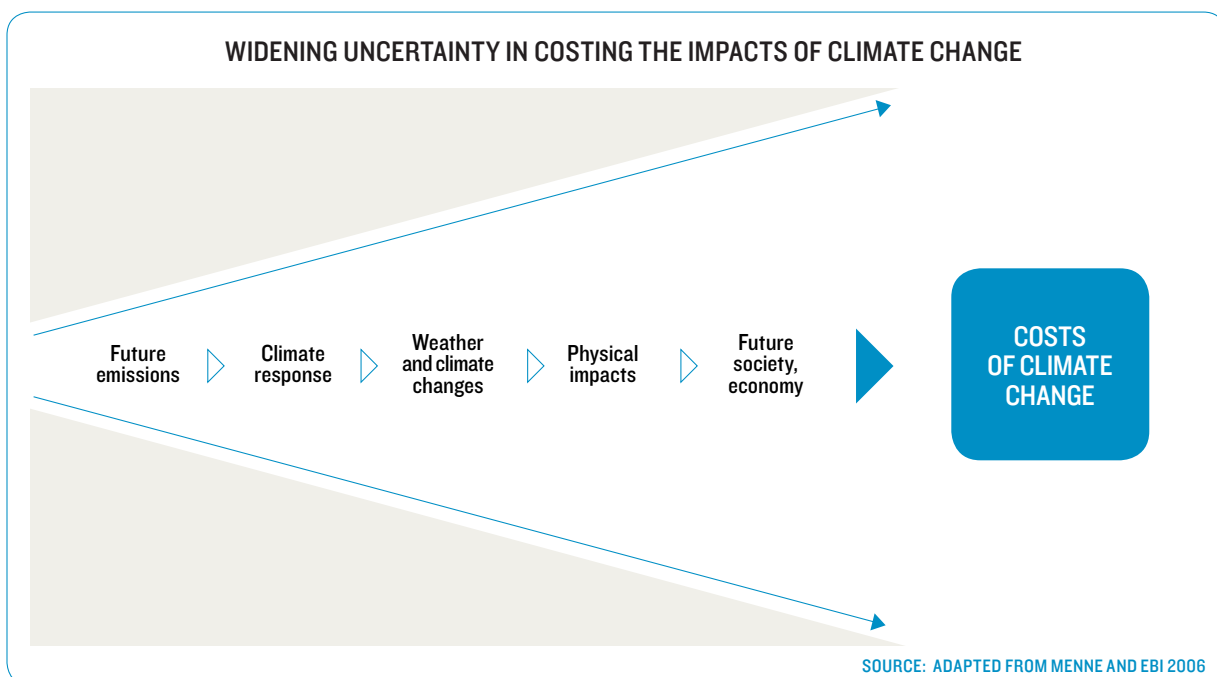 WIDENING UNCERTAINTY IN COSTING THE IMPACTS OF CLIMATE CHANGE
Future
emissions
Climate
response
Weather
and climate
changes
Physical
impacts
Future
society,
economy
COSTS
OF CLIMATE
CHANGE
SOURCE: ADAPTED FROM MENNE AND EBI 2006